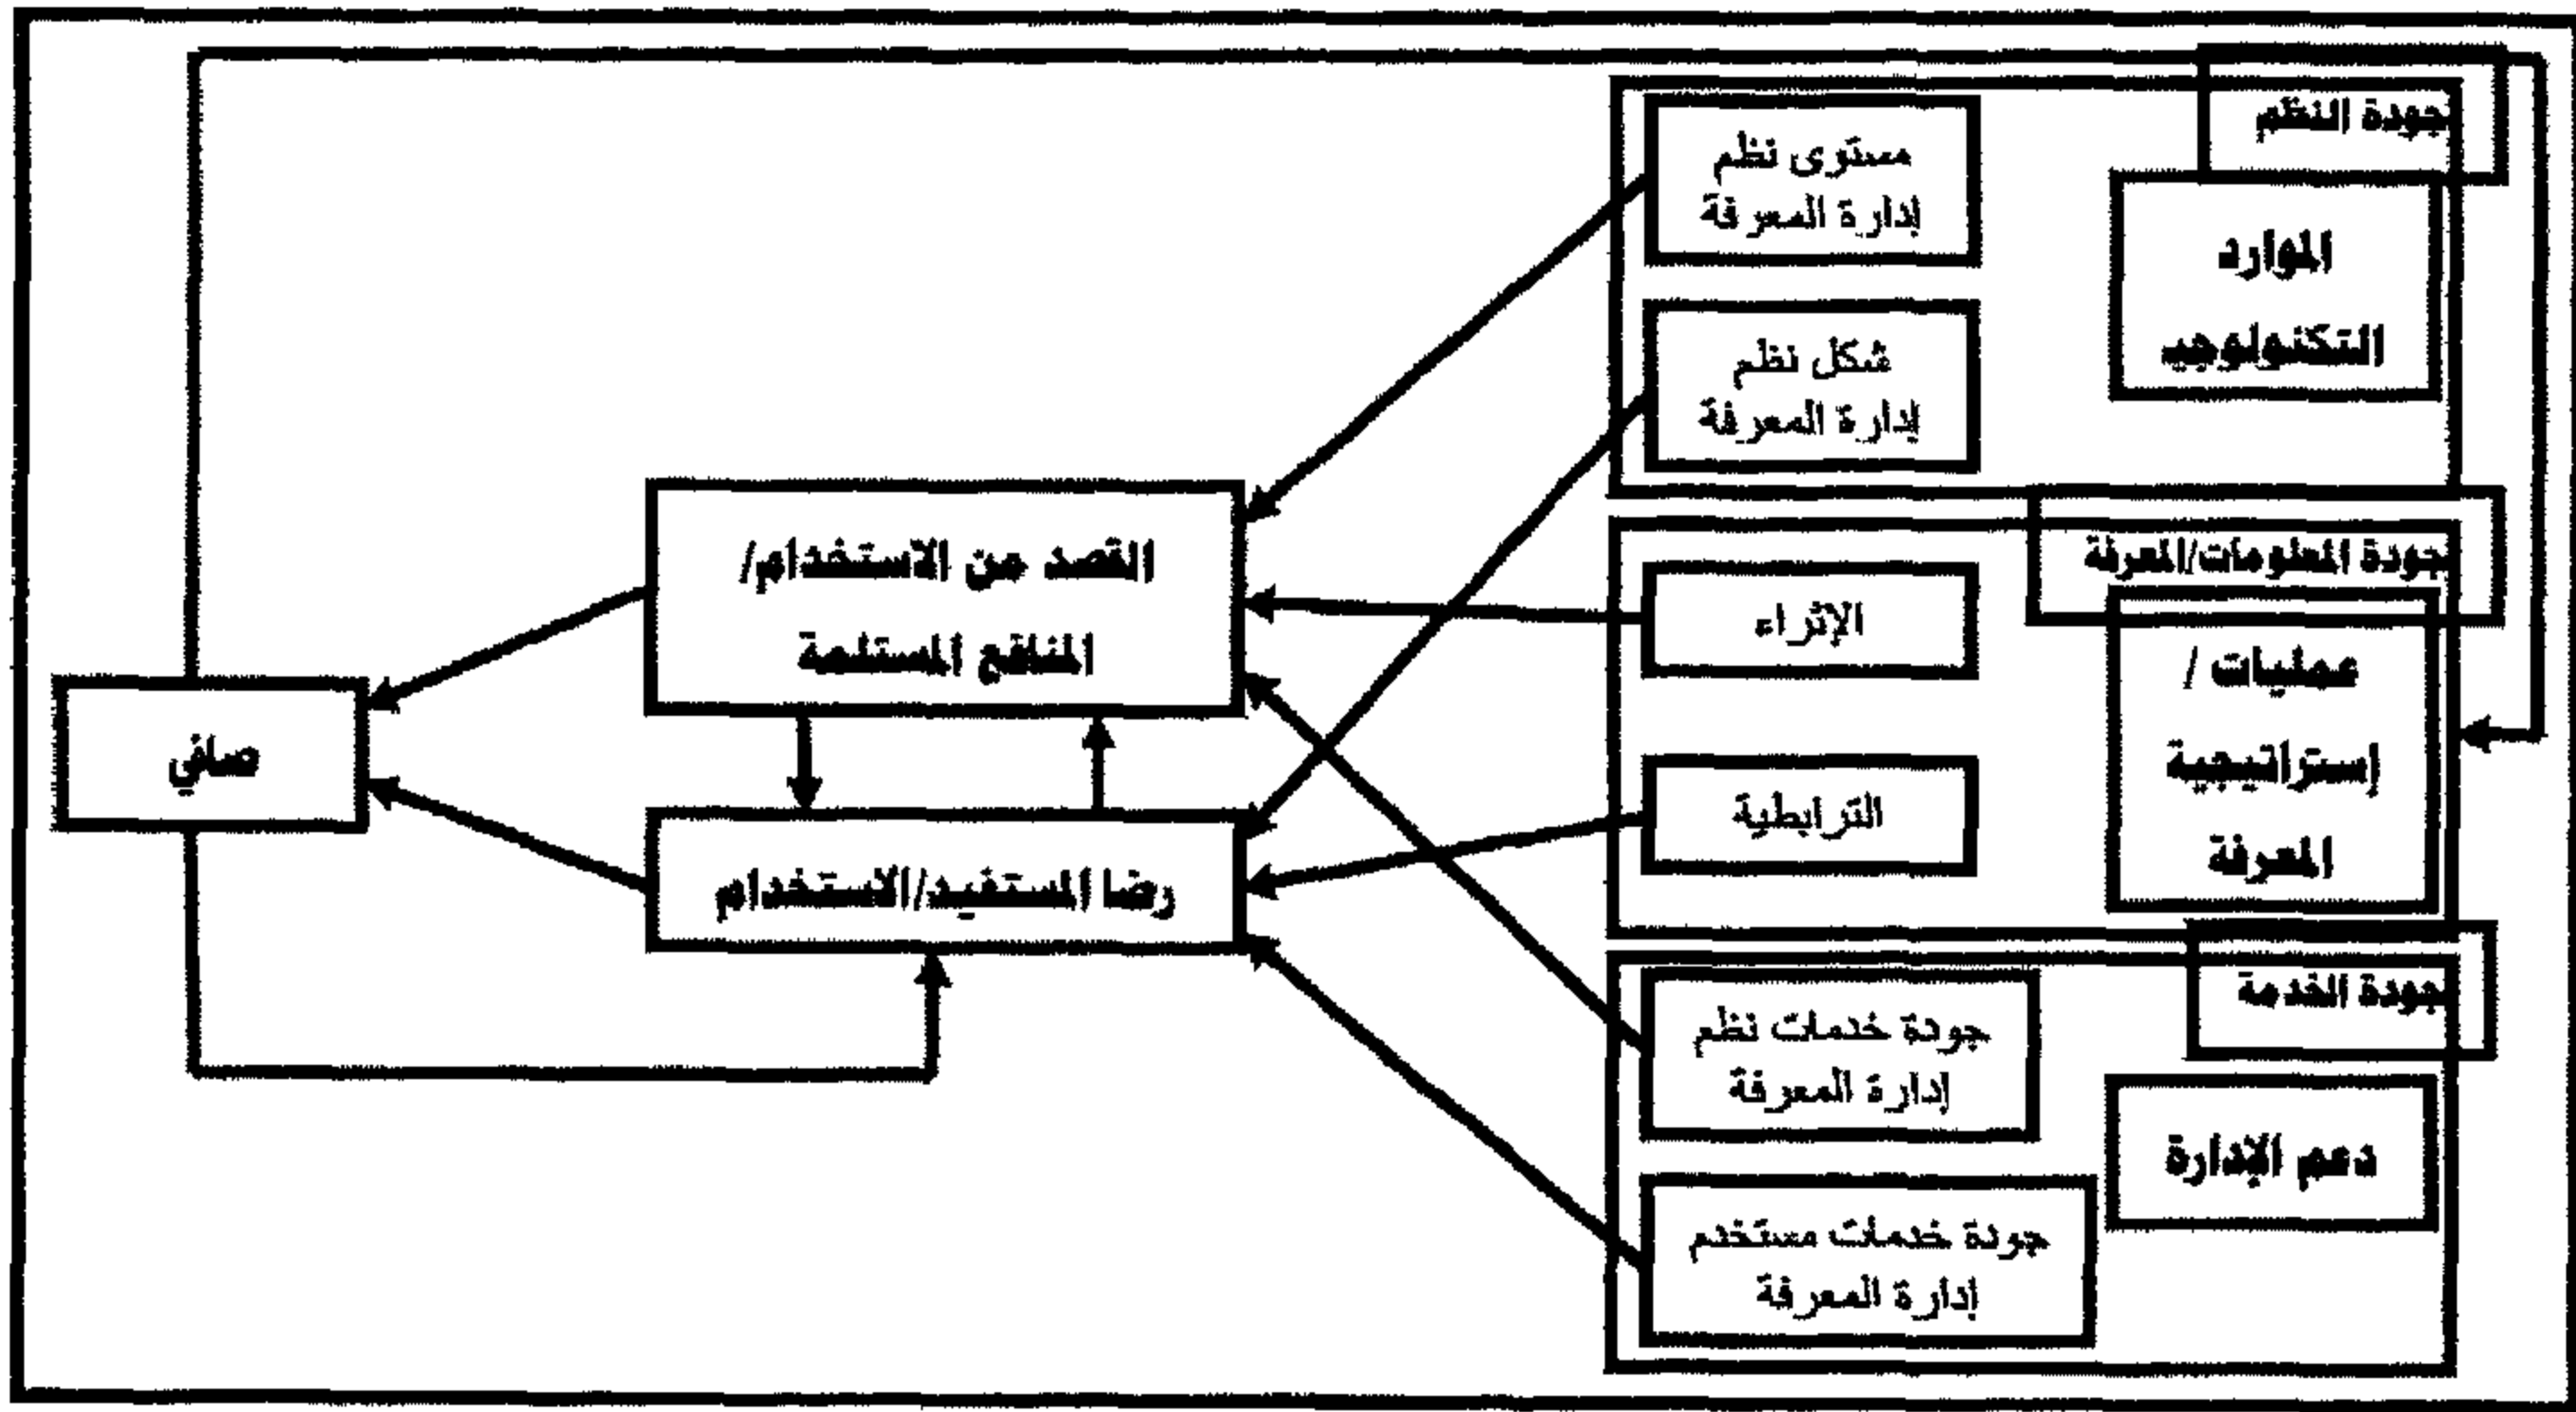 جودة النظم
الموارد
التكنولوجيـ
مستوى نظم
إدارة المعرفة
شكل نظم
إدارة المعرفة
جودة المعلومات/المعرفة
عمليات /
إستراتيجية
المعرفة
الإثراء
الترابطية
جودة الخدمة
دعم الإدارة
جودة خدمات نظم
إدارة المعرفة
جودة خدمات مستخدم
إدارة المعرفة
القصد من الاستخدام/
المنافع المستلمة
رضا المستفيد/الاستخدام
صافي